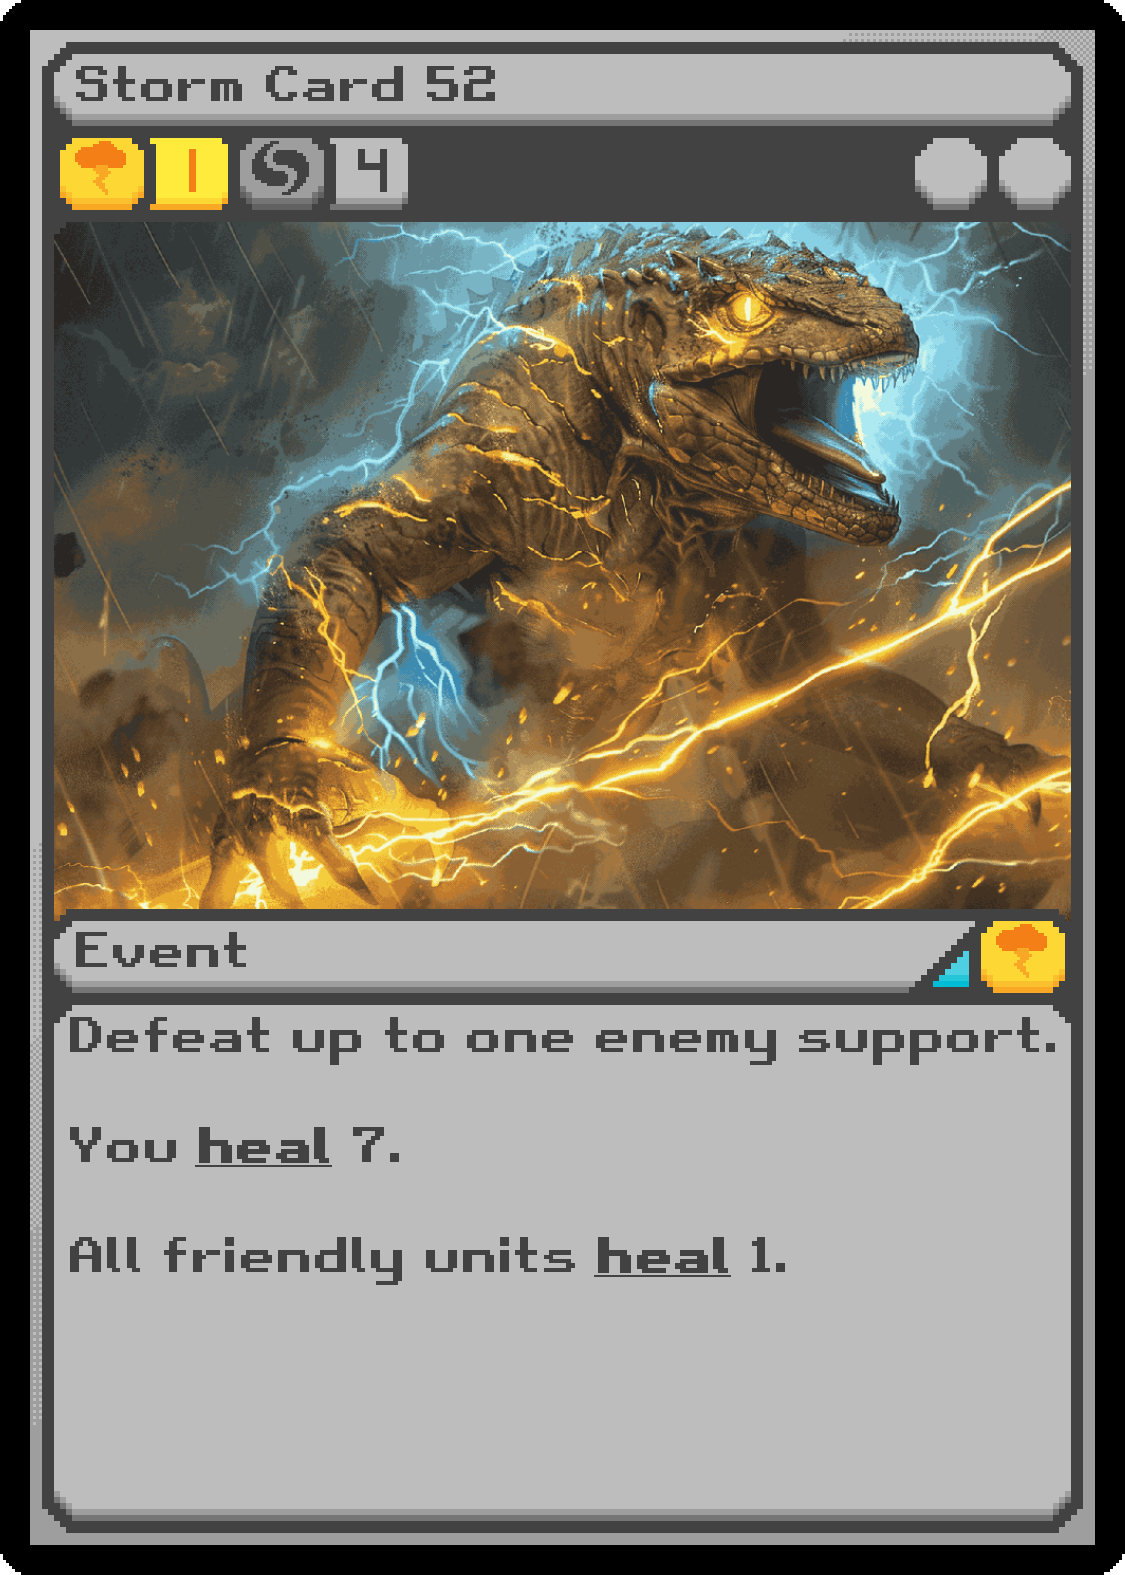 Storm Card 52
1 4
Event
Defeat up to one enemy support.
You heal 7.
All friendly units heal 1.